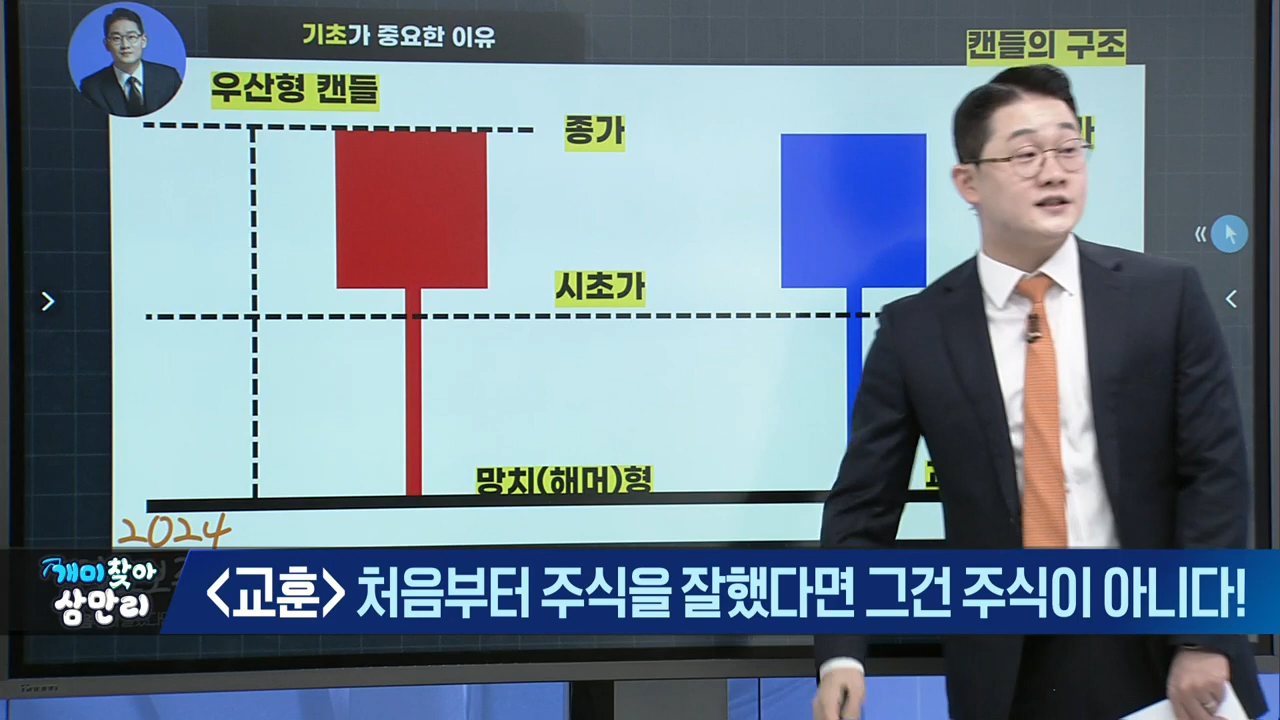 기초가 중요한 이유
캔들의 구조
우산형 캔들
종가
가
시초가
망치(해머)형
2024
개미찾아
삼만리
<교훈> 처음부터 주식을 잘했다면 그건 주식이 아니다!